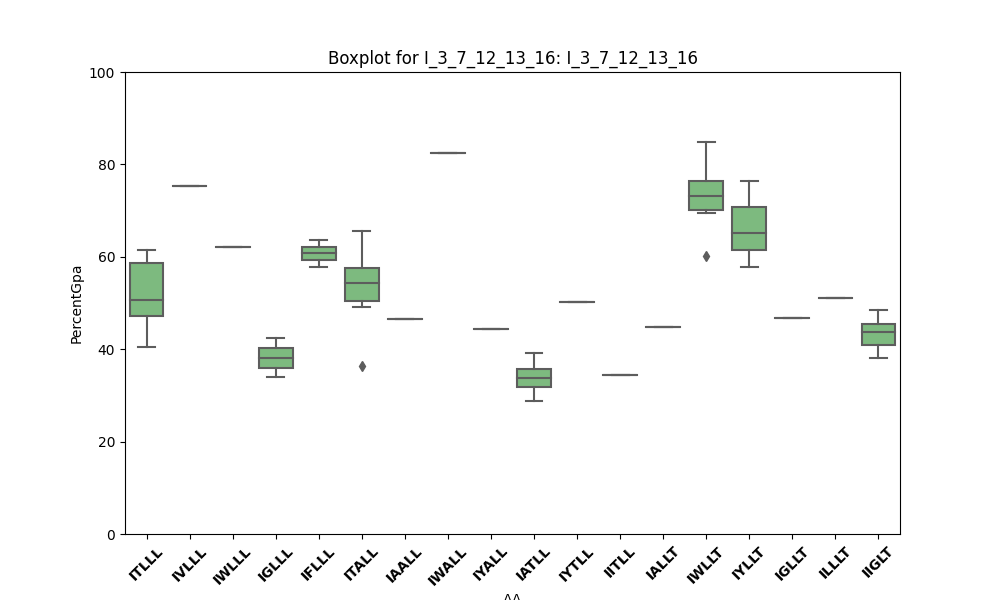 Boxplot for I_3_7_12_13_16: I_3_7_12_13_16
PercentGpa
100
80
60
40
20
0
ITLLL IVLLL IWLLL IGLLL IFLLL ITALL IAALL IWALL IYALL IATLL IYTLL IITLL IALLT IWLLT IYLLT IGLLT ILLLT IIGLT
AA